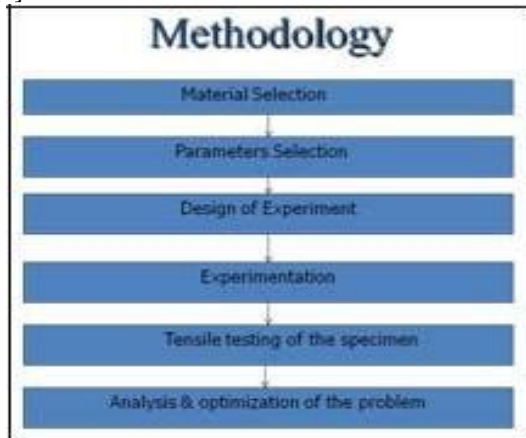 Methodology
Material Selection
Parameters Selection
Design of Experiment
Experimentation
Tensile testing of the specimen
Analysis & optimization of the problem